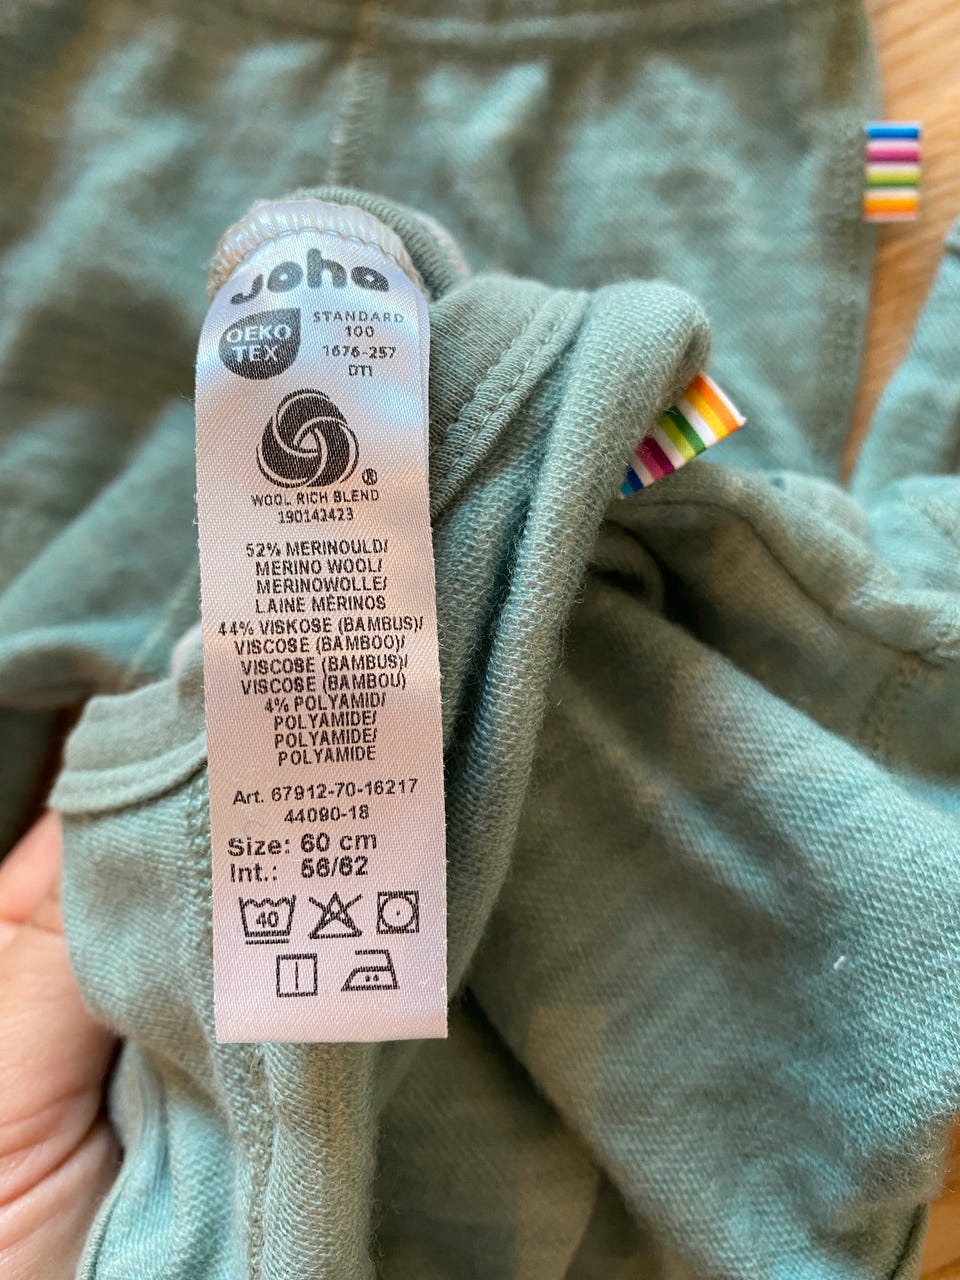 Joha
OEKO
TEX
STANDARD
100
1676-257
DTI
®
WOOL RICH BLEND
190142423
52% MERINOULD/
MERINO WOOL/
MERINOWOLLE/
LAINE MÉRINOS
44% VISKOSE (BAMBUS)/
VISCOSE (BAMBOO)/
VISCOSE (BAMBUS)/
VISCOSE (BAMBOU)
4% POLYAMID/
POLYAMIDE/
POLYAMIDE/
POLYAMIDE
Art. 67912-70-16217
44090-18
Size: 60 cm
Int.: 56/62
40